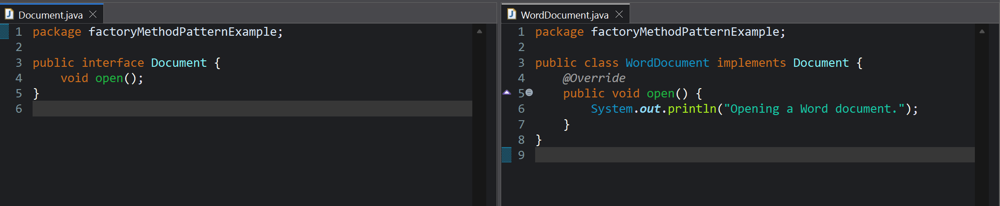 Document.java
1 package factoryMethodPatternExample;
2
3 public interface Document {
4     void open();
5 }
6
WordDocument.java
1 package factoryMethodPatternExample;
2
3 public class WordDocument implements Document {
4     @Override
5     public void open() {
6         System.out.println("Opening a Word document.");
7     }
8 }
9